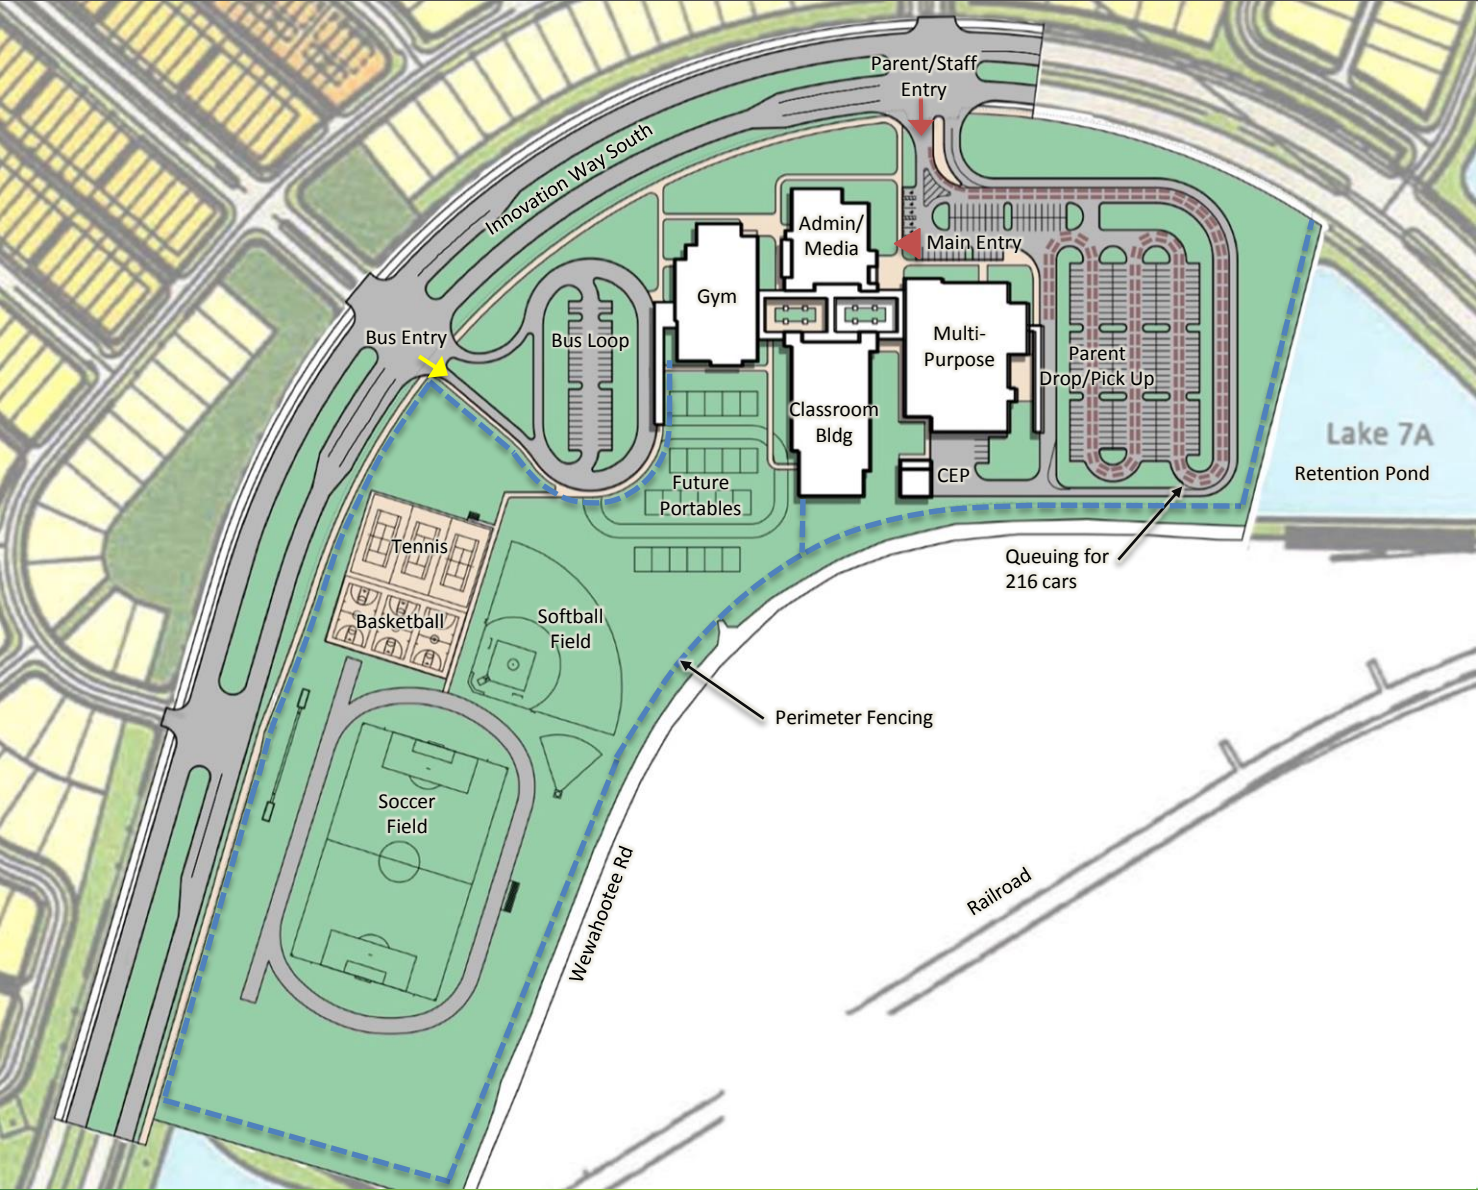 Parent/Staff
Entry
Innovation Way South
Admin/
Media
Main Entry
Gym
Bus Entry
Bus Loop
Multi-
Purpose
Parent
Drop/Pick Up
Classroom
Bldg
Lake 7A
Retention Pond
CEP
Future
Portables
Tennis
Queuing for
216 cars
Basketball
Softball
Field
Perimeter Fencing
Soccer
Field
Wewahootee Rd
Railroad